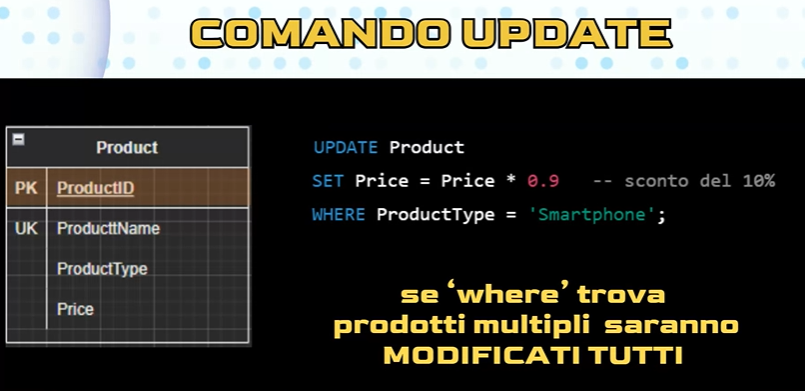 COMANDO UPDATE
Product
PK ProductID
UK ProducttName
ProductType
Price
UPDATE Product
SET Price = Price * 0.9 -- sconto del 10%
WHERE ProductType = 'Smartphone';
se ‘where’ trova
prodotti multipli saranno
MODIFICATI TUTTI